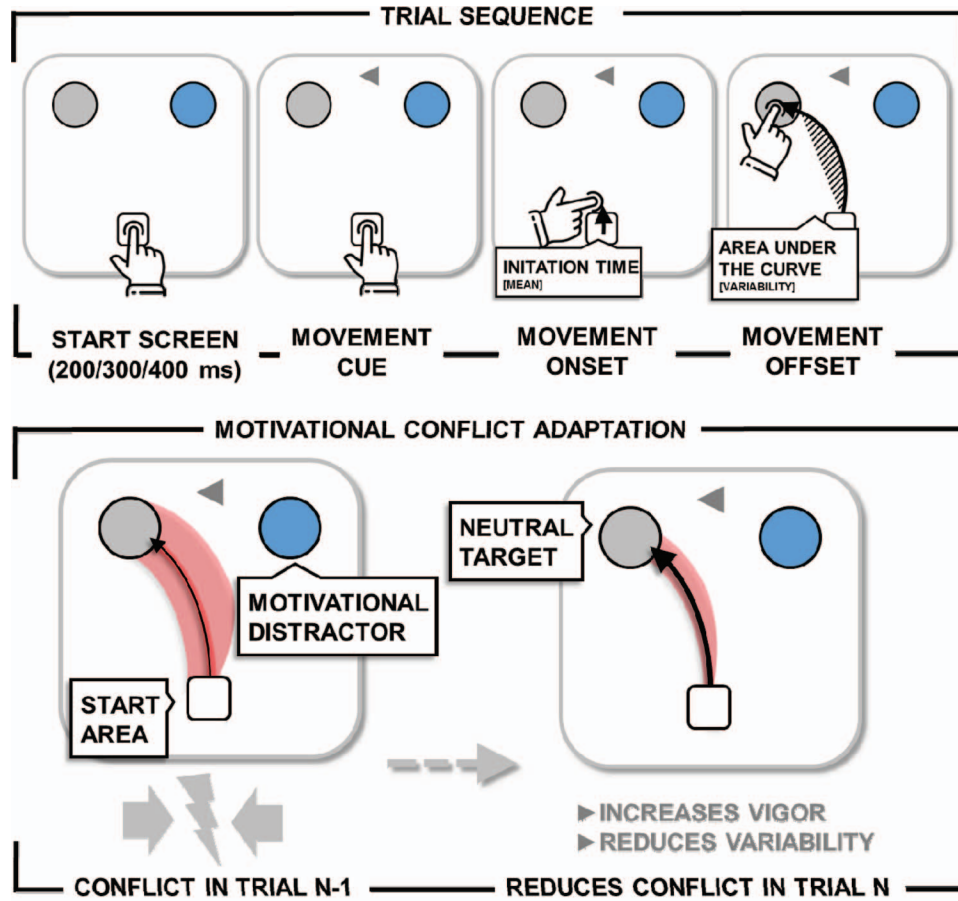 TRIAL SEQUENCE
INITATION TIME
[MEAN]
AREA UNDER
THE CURVE
[VARIABILITY]
START SCREEN
(200/300/400 ms)
MOVEMENT
CUE
MOVEMENT
ONSET
MOVEMENT
OFFSET
MOTIVATIONAL CONFLICT ADAPTATION
MOTIVATIONAL
DISTRACTOR
START
AREA
NEUTRAL
TARGET
►INCREASES VIGOR
►REDUCES VARIABILITY
CONFLICT IN TRIAL N-1
REDUCES CONFLICT IN TRIAL N